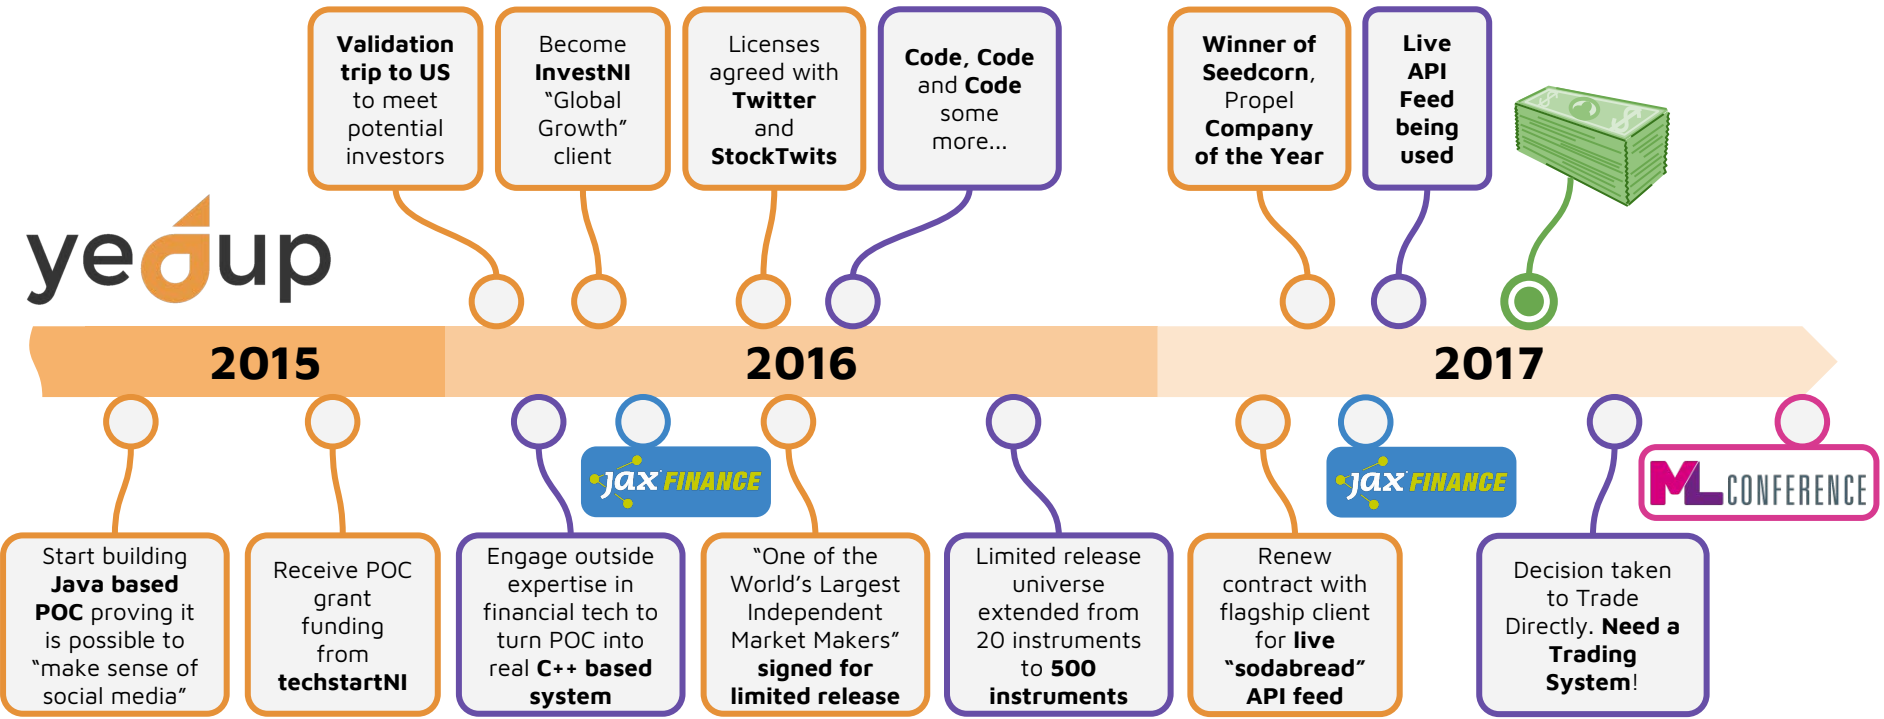 Validation
trip to US
to meet
potential
investors
Become
InvestNI
“Global
Growth”
client
Licenses
agreed with
Twitter
and
StockTwits
Code, Code
and Code
some
more...
Winner of
Seedcorn,
Propel
Company
of the Year
Live
API
Feed
being
used
yedup
2015
2016
2017
jax FINANCE
jax FINANCE
ML CONFERENCE
Start building
Java based
POC proving it
is possible to
“make sense of
social media”
Receive POC
grant
funding
from
techstartNI
Engage outside
expertise in
financial tech to
turn POC into
real C++ based
system
“One of the
World’s Largest
Independent
Market Makers”
signed for
limited release
Limited release
universe
extended from
20 instruments
to 500
instruments
Renew
contract with
flagship client
for live
“sodabread”
API feed
Decision taken
to Trade
Directly. Need a
Trading
System!